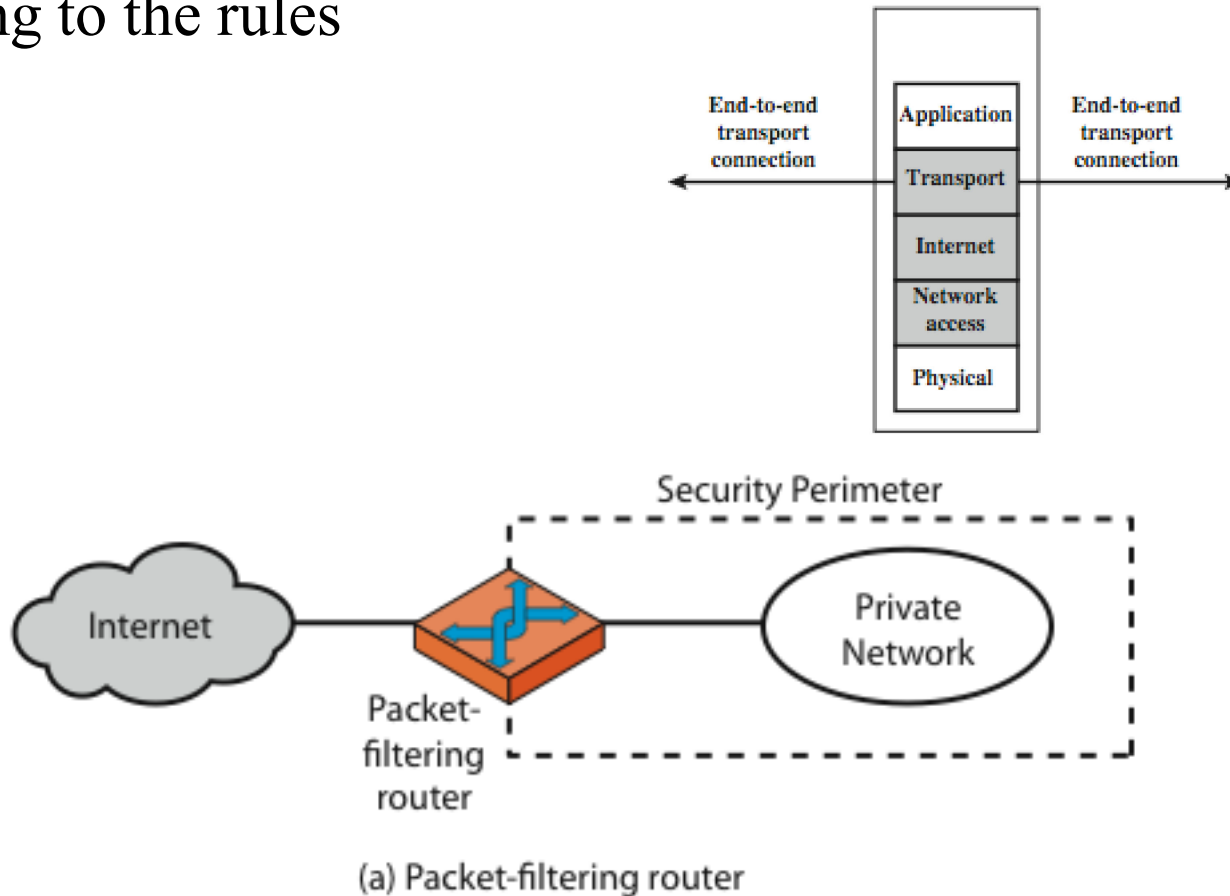 ng to the rules
End-to-end
transport
connection
Application
Transport
Internet
Network
access
Physical
End-to-end
transport
connection
Security Perimeter
Internet
Packet-
filtering
router
Private
Network
(a) Packet-filtering router